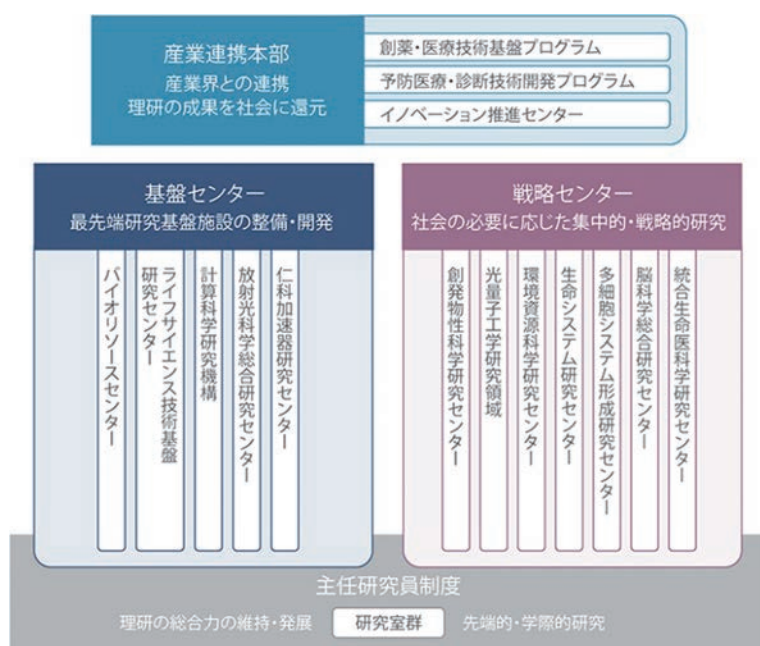 産業連携本部
産業界との連携
理研の成果を社会に還元
創薬・医療技術基盤プログラム
予防医療・診断技術開発プログラム
イノベーション推進センター
基盤センター
最先端研究基盤施設の整備・開発
バイオリソースセンター
ライフサイエンス技術基盤
研究センター
計算科学研究機構
放射光科学総合研究センター
仁科加速器研究センター
戦略センター
社会の必要に応じた集中的・戦略的研究
創発物性科学研究センター
光量子工学研究領域
環境資源科学研究センター
生命システム研究センター
多細胞システム形成研究センター
脳科学総合研究センター
統合生命医科学研究センター
主任研究員制度
理研の総合力の維持・発展
研究室群
先端的・学際的研究